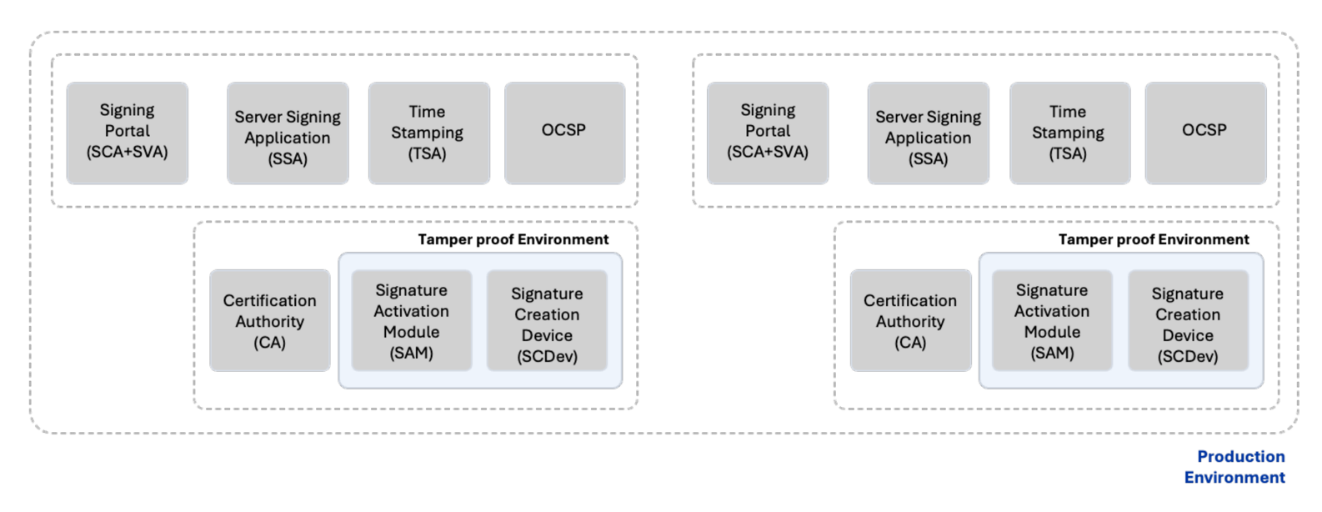 Signing
Portal
(SCA+SVA)
Server Signing
Application
(SSA)
Time
Stamping
(TSA)
OCSP
Signing
Portal
(SCA+SVA)
Server Signing
Application
(SSA)
Time
Stamping
(TSA)
OCSP
Tamper proof Environment
Certification
Authority
(CA)
Signature
Activation
Module
(SAM)
Signature
Creation
Device
(SCDev)
Tamper proof Environment
Certification
Authority
(CA)
Signature
Activation
Module
(SAM)
Signature
Creation
Device
(SCDev)
Production
Environment